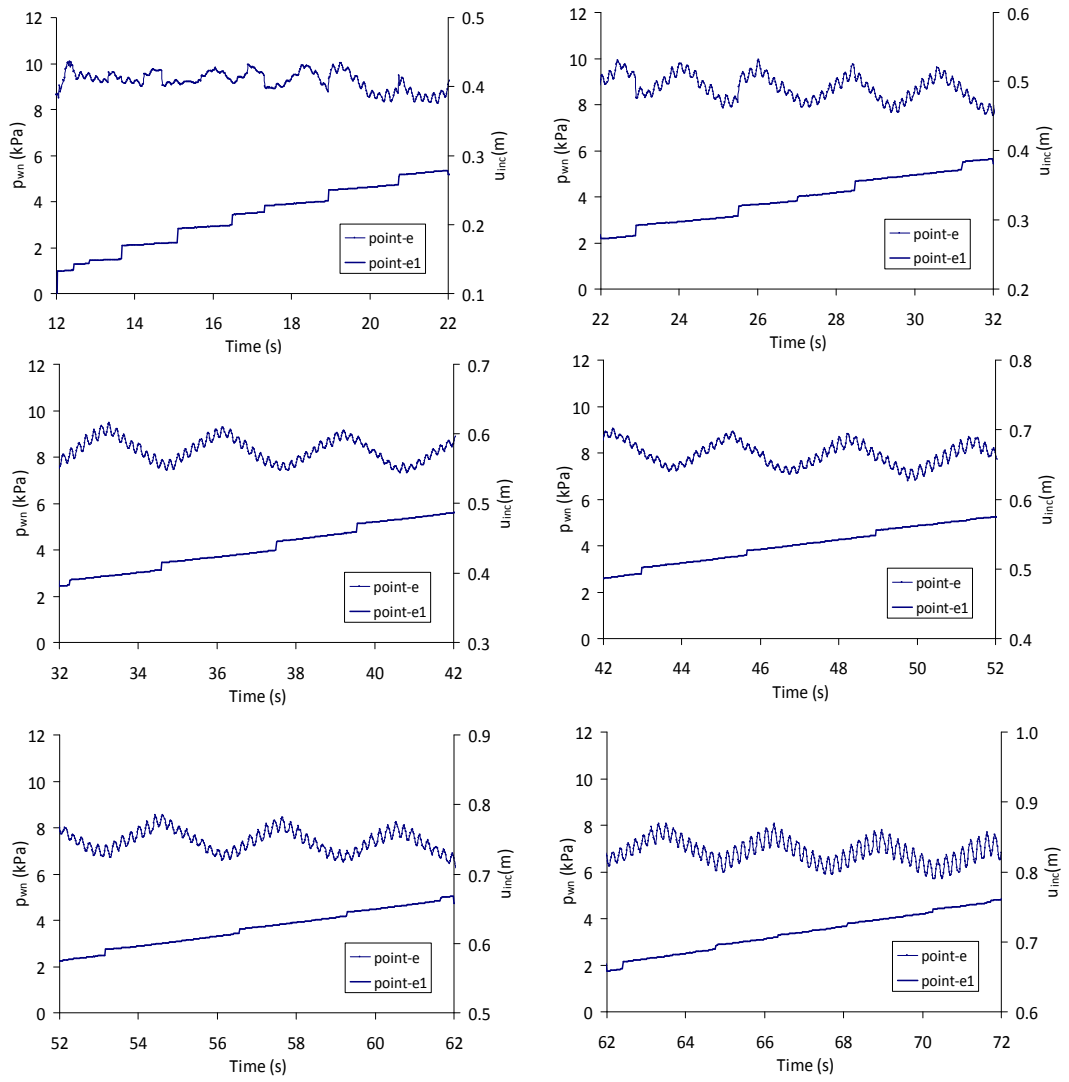 12 10 8 6 4 2 0
p_wn (kPa)
0.5 0.4 0.3 0.2 0.1
u_inc(m)
point-e
point-e1
12 14 16 18 20 22
Time (s)
12 10 8 6 4 2 0
p_wn (kPa)
0.6 0.5 0.4 0.3 0.2
u_inc(m)
point-e
point-e1
22 24 26 28 30 32
Time (s)
12 10 8 6 4 2 0
p_wn (kPa)
0.7 0.6 0.5 0.4 0.3
u_inc(m)
point-e
point-e1
32 34 36 38 40 42
Time (s)
12 10 8 6 4 2 0
p_wn (kPa)
0.8 0.7 0.6 0.5 0.4
u_inc(m)
point-e
point-e1
42 44 46 48 50 52
Time (s)
12 10 8 6 4 2 0
p_wn (kPa)
0.9 0.8 0.7 0.6 0.5
u_inc(m)
point-e
point-e1
52 54 56 58 60 62
Time (s)
12 10 8 6 4 2 0
p_wn (kPa)
1.0 0.9 0.8 0.7 0.6
u_inc(m)
point-e
point-e1
62 64 66 68 70 72
Time (s)